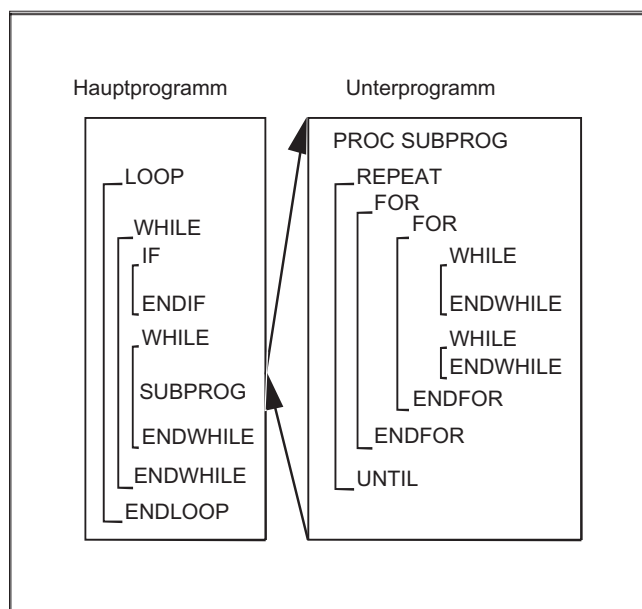 Hauptprogramm
LOOP
WHILE
IF
ENDIF
WHILE
SUBPROG
ENDWHILE
ENDWHILE
ENDLOOP
Unterprogramm
PROC SUBPROG
REPEAT
FOR
FOR
WHILE
ENDWHILE
WHILE
ENDWHILE
ENDFOR
ENDFOR
UNTIL